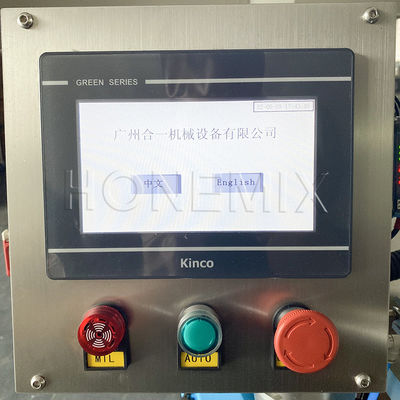 GREEN SERIES
广州合一机械设备有限公司
中文 English
HONEMIX
Kinco
MTL AUTO